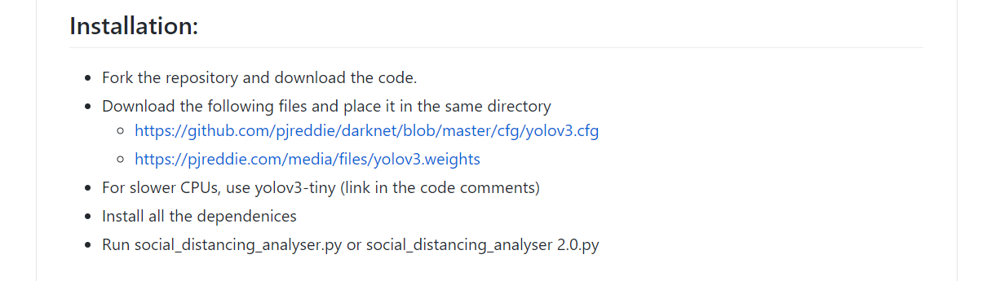 Installation:
Fork the repository and download the code.
Download the following files and place it in the same directory
https://github.com/pjreddie/darknet/blob/master/cfg/yolov3.cfg
https://pjreddie.com/media/files/yolov3.weights
For slower CPUs, use yolov3-tiny (link in the code comments)
Install all the dependenices
Run social_distancing_analyser.py or social_distancing_analyser 2.0.py